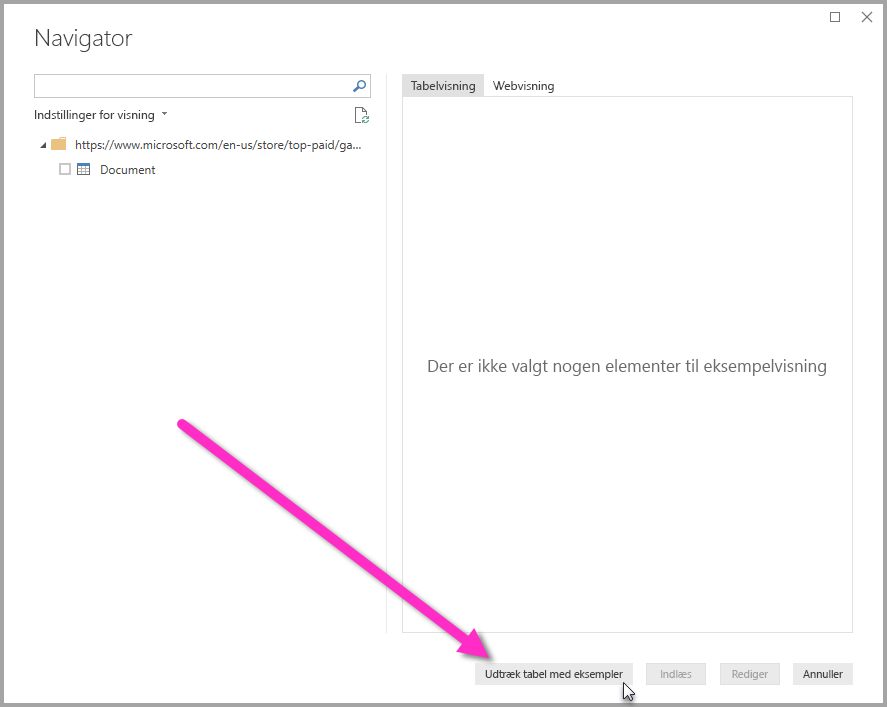 Navigator
Indstillinger for visning
https://www.microsoft.com/en-us/store/top-paid/ga...
Document
Tabelvisning
Webvisning
Der er ikke valgt nogen elementer til eksempelvisning
Udtræk tabel med eksempler
Indlæs
Rediger
Annuller